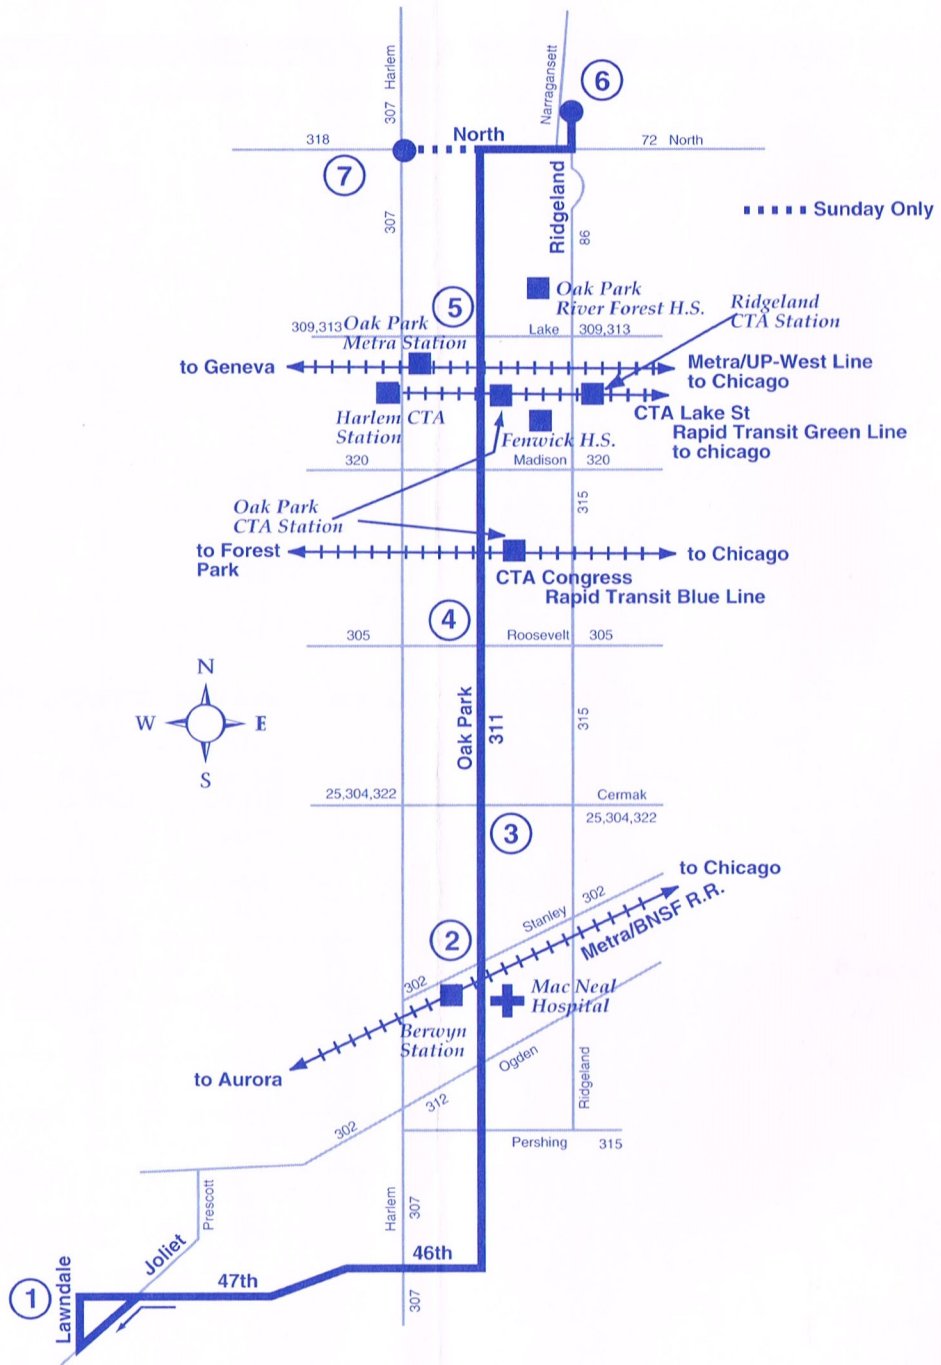 Harlem
307
Narragansett
6
318
North
72 North
7
307
Ridgeland
86
Sunday Only
5
Oak Park
River Forest H.S.
Ridgeland
CTA Station
309,313
Oak Park
Metra Station
Lake
309,313
to Geneva
Metra/UP-West Line
to Chicago
Harlem CTA
Station
CTA Lake St
Rapid Transit Green Line
to chicago
Fenwick H.S.
320
Madison
320
315
Oak Park
CTA Station
to Forest
Park
to Chicago
CTA Congress
Rapid Transit Blue Line
4
305
Roosevelt
305
N
W
E
S
Oak Park
311
315
25,304,322
Cermak
25,304,322
3
to Chicago
302
Stanley
Metra/BNSF R.R.
2
302
Mac Neal
Hospital
Berwyn
Station
to Aurora
Ogden
Ridgeland
312
302
Pershing
315
Prescott
Harlem
307
Joliet
46th
47th
1
Lawndale
307